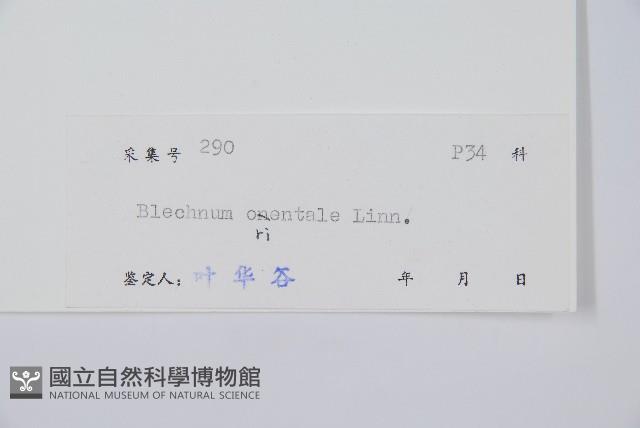 采集号 290 P34 科
Blechnum onentale Linn.
ri
鉴定人: 叶华谷 年 月 日
國立自然科學博物館
NATIONAL MUSEUM OF NATURAL SCIENCE